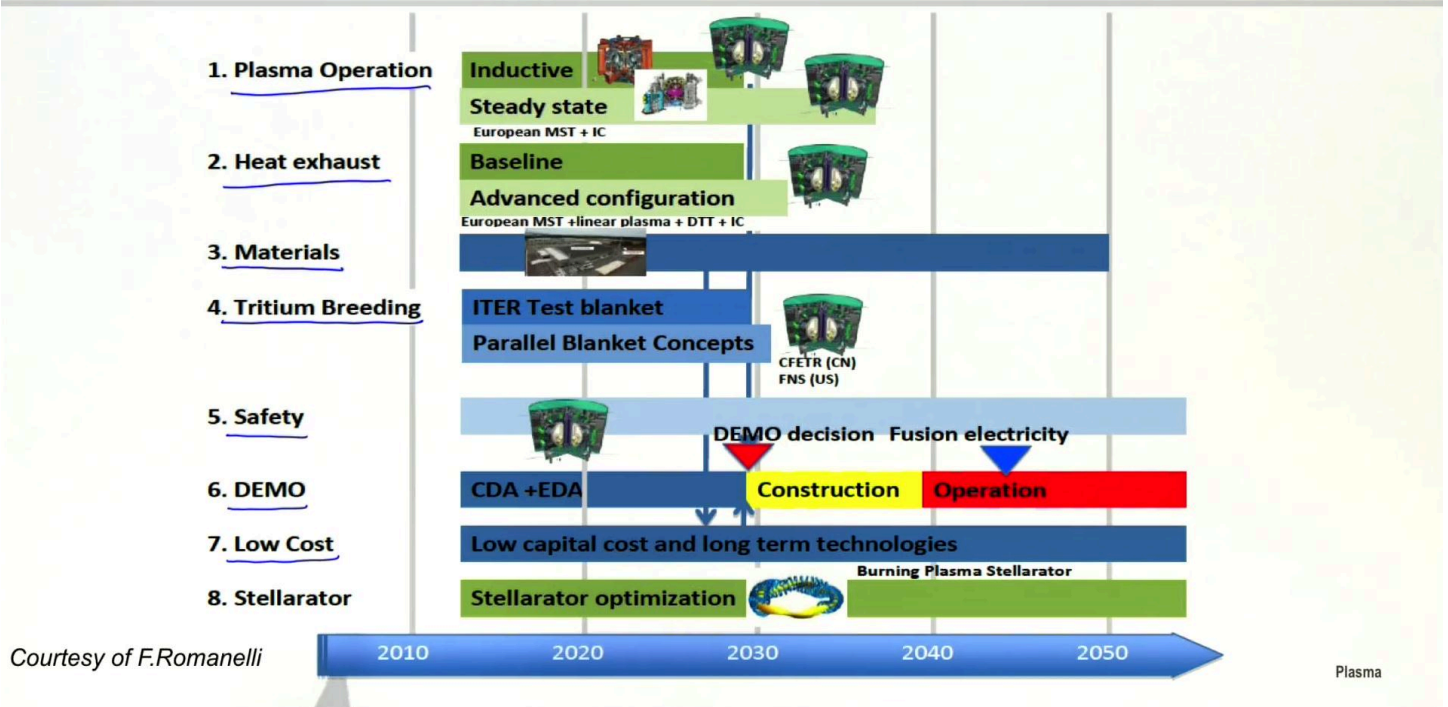 1. Plasma Operation
Inductive
Steady state
European MST + IC
2. Heat exhaust
Baseline
Advanced configuration
European MST +linear plasma + DTT + IC
3. Materials
4. Tritium Breeding
ITER Test blanket
Parallel Blanket Concepts
CFETR (CN)
FNS (US)
5. Safety
DEMO decision
Fusion electricity
6. DEMO
CDA +EDA
Construction
Operation
7. Low Cost
Low capital cost and long term technologies
Burning Plasma Stellarator
8. Stellarator
Stellarator optimization
Courtesy of F.Romanelli
2010
2020
2030
2040
2050
Plasma